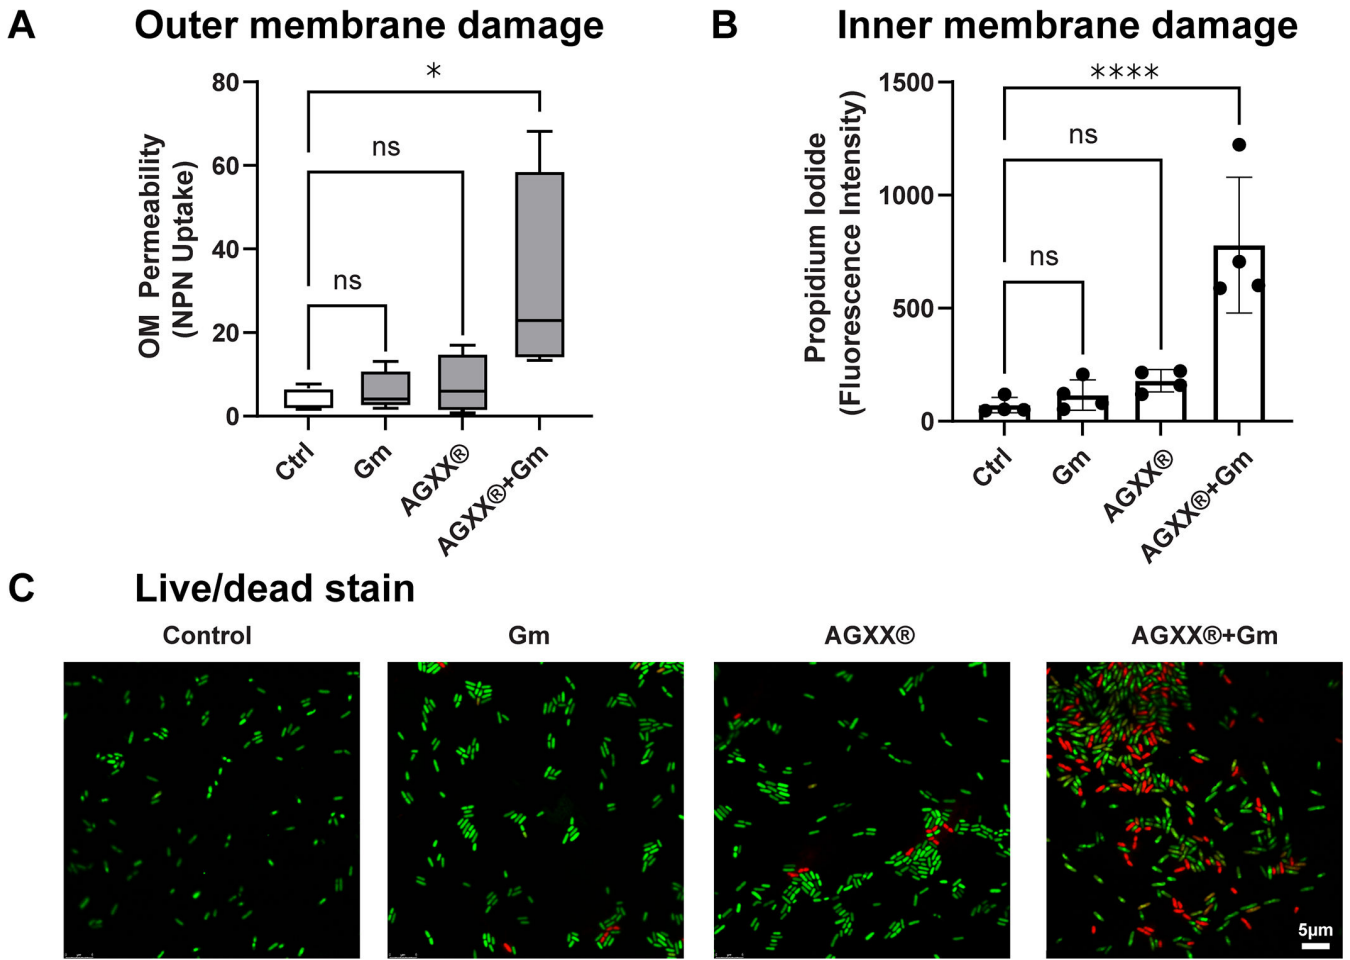 A
Outer membrane damage
OM Permeability
(NPN Uptake)
80
60
40
20
0
*
ns
ns
Ctrl
Gm
AGXX®
AGXX®+Gm
B
Inner membrane damage
Propidium Iodide
(Fluorescence Intensity)
1500
1000
500
0
****
ns
ns
Ctrl
Gm
AGXX®
AGXX®+Gm
C
Live/dead stain
Control
Gm
AGXX®
AGXX®+Gm
5μm